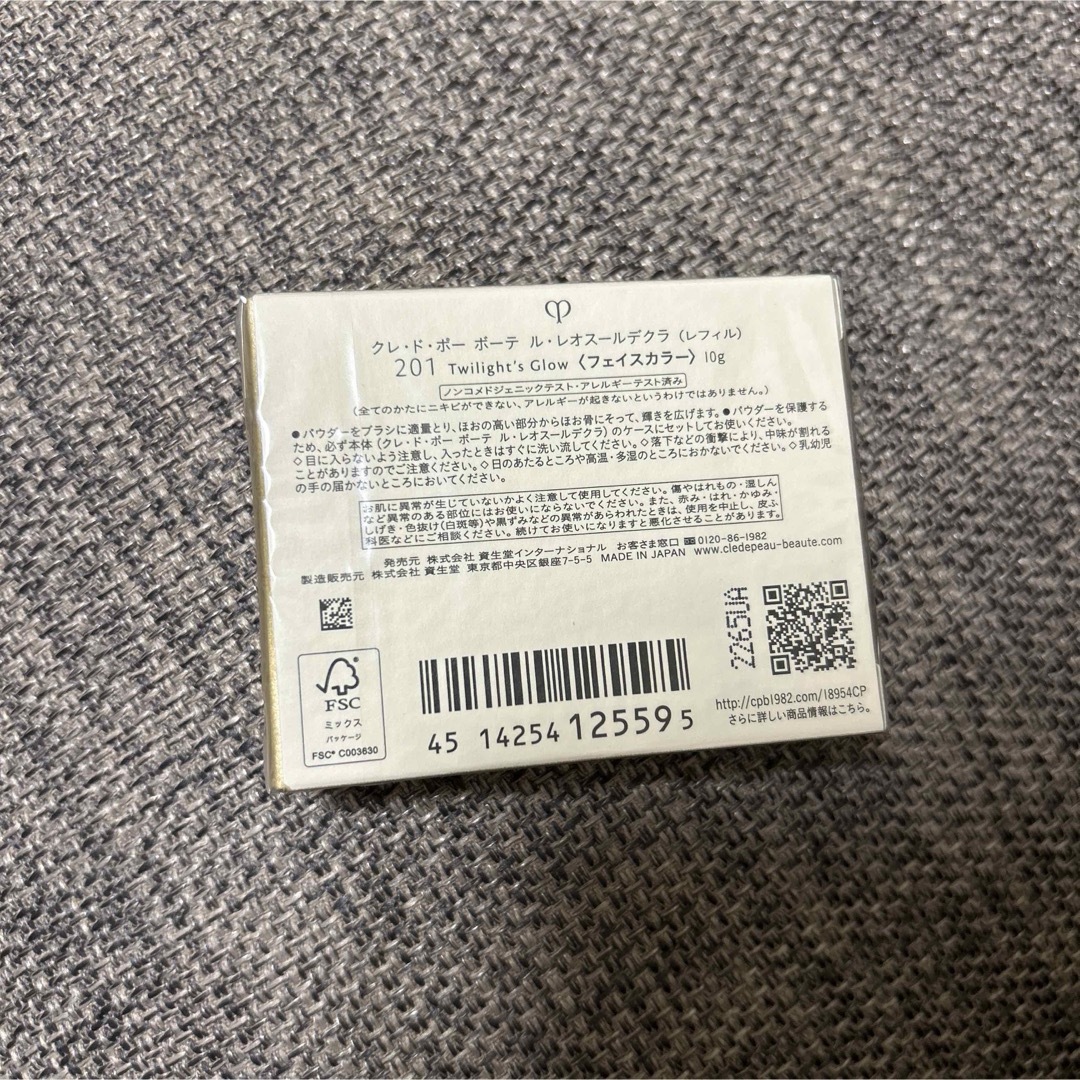 クレ・ド・ポー ボーテ ル・レオスールデクラ（レフィル）
201 Twilight's Glow〈フェイスカラー〉10g
ノンコメドジェニックテスト・アレルギーテスト済み
（全てのかたにニキビができない、アレルギーが起きないというわけではありません。）
●パウダーをブラシに適量とり、ほおの高い部分からほお骨にそって、輝きを広げます。●パウダーを保護する
ため、必ず本体（クレ・ド・ポー ボーテ ル・レオスールデクラ）のケースにセットしてお使いください。
◇目に入らないよう注意し、入ったときはすぐに洗い流してください。◇落下などの衝撃により、中味が割れる
ことがありますのでご注意ください。◇日のあたるところや高温・多湿のところにおかないでください。◇乳幼児
の手の届かないところにおいてください。
お肌に異常が生じていないかよく注意して使用してください。傷やはれもの・湿しん
など異常のある部位にはお使いにならないでください。また、赤み・はれ・かゆみ・
しげき・色抜け（白斑等）や黒ずみなどの異常があらわれたときは、使用を中止し、皮ふ
科医などにご相談ください。続けてお使いになりますと悪化させることがあります。
発売元 株式会社 資生堂インターナショナル お客さま窓口 0120-86-1982
製造販売元 株式会社 資生堂 東京都中央区銀座7-5-5 MADE IN JAPAN www.cledepeau-beaute.com
2265UA
FSC
ミックス
パッケージ
FSC® C003630
45 14254 12559 5
http://cpb1982.com/18954CP
さらに詳しい商品情報はこちら。